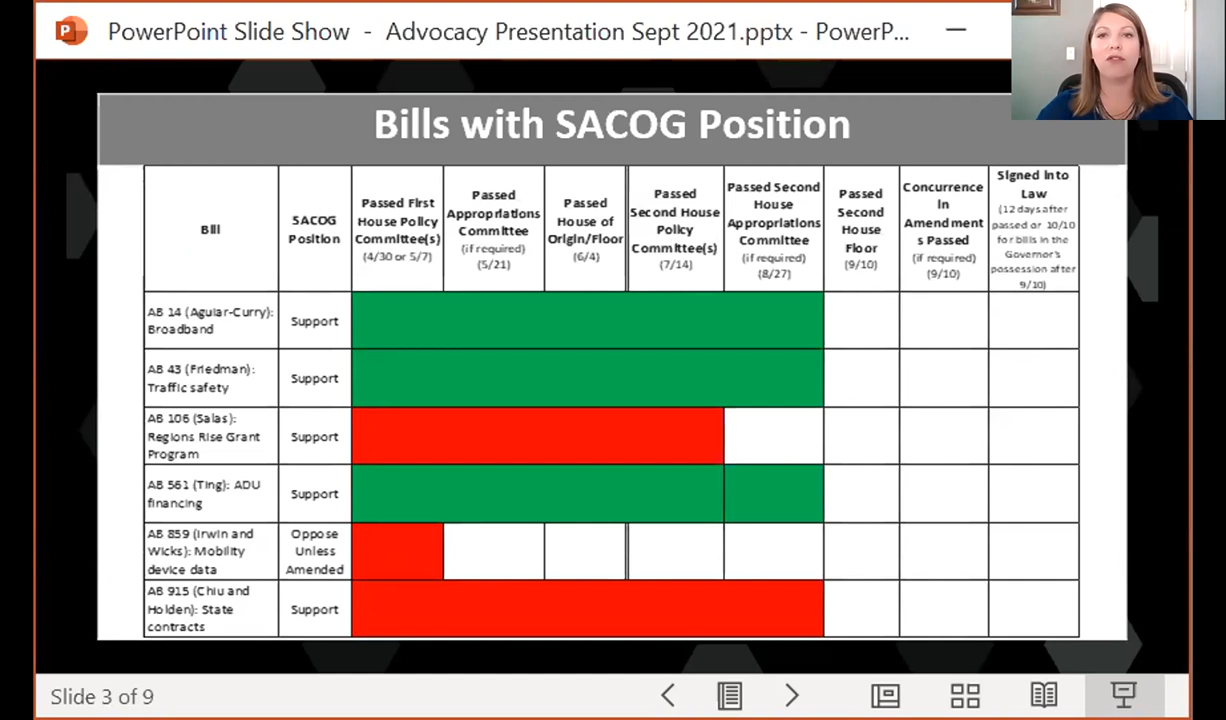 PowerPoint Slide Show - Advocacy Presentation Sept 2021.pptx - PowerP...
Bills with SACOG Position
Bill
SACOG
Position
Passed First
House Policy
Committee(s)
(4/30 or 5/7)
Passed
Appropriations
Committee
(if required)
(5/21)
Passed
House of
Origin/Floor
(6/4)
Passed
Second House
Policy
Committee(s)
(7/14)
Passed Second
House
Appropriations
Committee
(if required)
(8/27)
Passed
Second
House
Floor
(9/10)
Concurrence
in
Amendment
s Passed
(if required)
(9/10)
Signed into
Law
(12 days after
passed or 10/10
for bills in the
Governor's
possession after
9/10)
AB 14 (Aguiar-Curry):
Broadband
Support
AB 43 (Friedman):
Traffic safety
Support
AB 106 (Salas):
Regions Rise Grant
Program
Support
AB 561 (Ting): ADU
financing
Support
AB 859 (Irwin and
Wicks): Mobility
device data
Oppose
Unless
Amended
AB 915 (Chiu and
Holden): State
contracts
Support
Slide 3 of 9